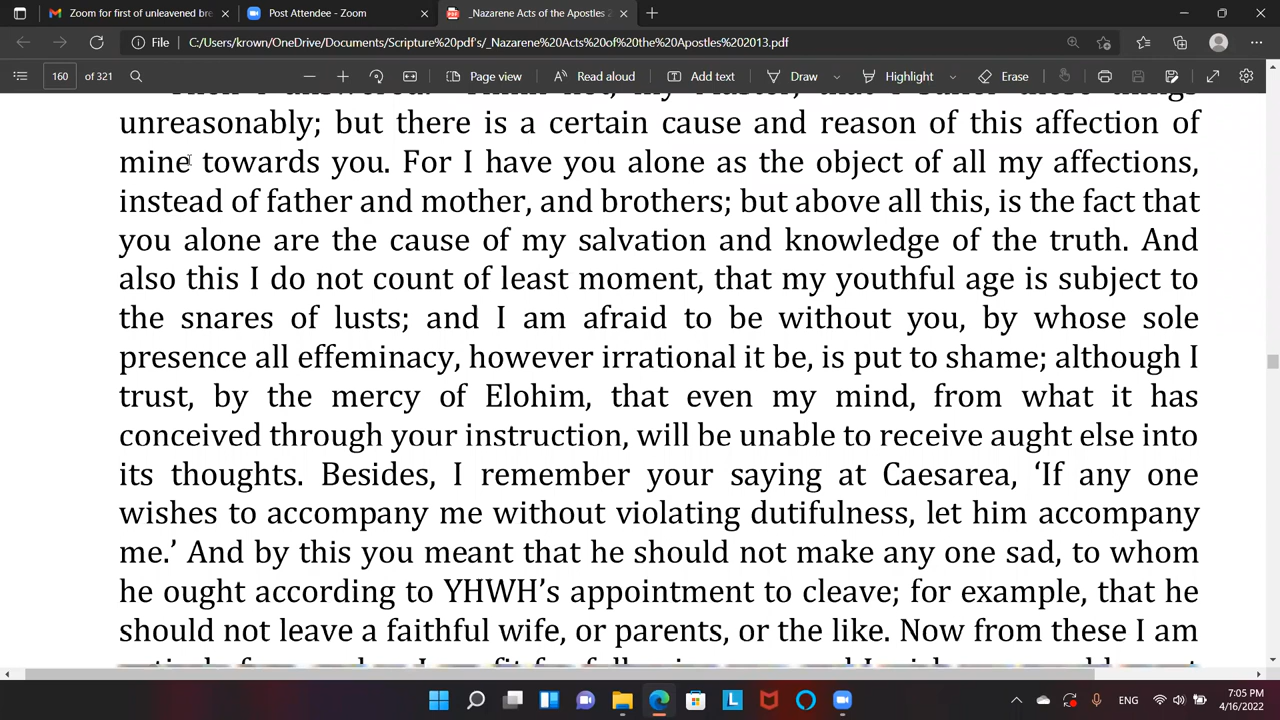 Zoom for first of unleavened bre
Post Attendee - Zoom
_Nazarene Acts of the Apostles 2
File
C:/Users/krown/OneDrive/Documents/Scripture%20pdf's/_Nazarene%20Acts%20of%20the%20Apostles%202013.pdf
160 of 321
Page view
Read aloud
Add text
Draw
Highlight
Erase
unreasonably; but there is a certain cause and reason of this affection of
mine towards you. For I have you alone as the object of all my affections,
instead of father and mother, and brothers; but above all this, is the fact that
you alone are the cause of my salvation and knowledge of the truth. And
also this I do not count of least moment, that my youthful age is subject to
the snares of lusts; and I am afraid to be without you, by whose sole
presence all effeminacy, however irrational it be, is put to shame; although I
trust, by the mercy of Elohim, that even my mind, from what it has
conceived through your instruction, will be unable to receive aught else into
its thoughts. Besides, I remember your saying at Caesarea, ‘If any one
wishes to accompany me without violating dutifulness, let him accompany
me.’ And by this you meant that he should not make any one sad, to whom
he ought according to YHWH’s appointment to cleave; for example, that he
should not leave a faithful wife, or parents, or the like. Now from these I am
ENG
7:05 PM
4/16/2022